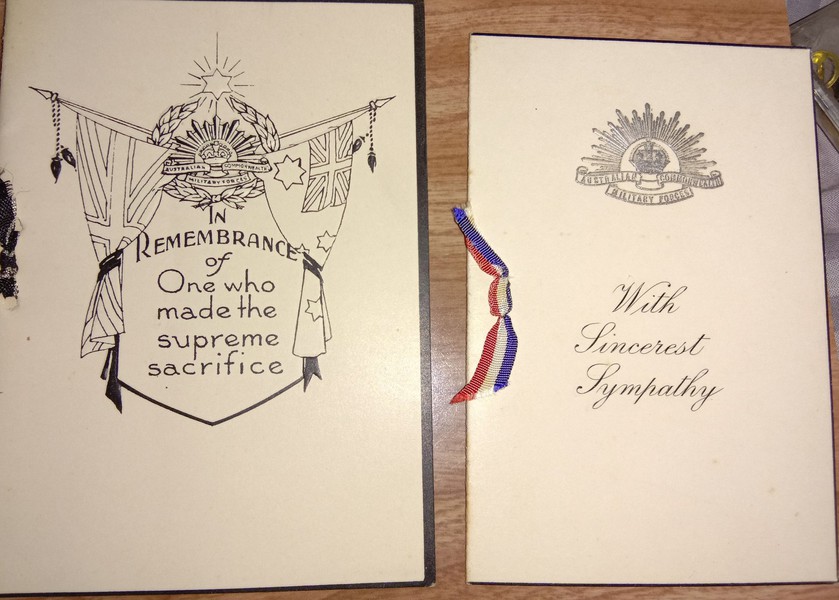 AUSTRALIAN COMMONWEALTH
MILITARY FORCES
IN
REMEMBRANCE
of
One who
made the
supreme
sacrifice
AUSTRALIAN COMMONWEALTH
MILITARY FORCES
With
Sincerest
Sympathy